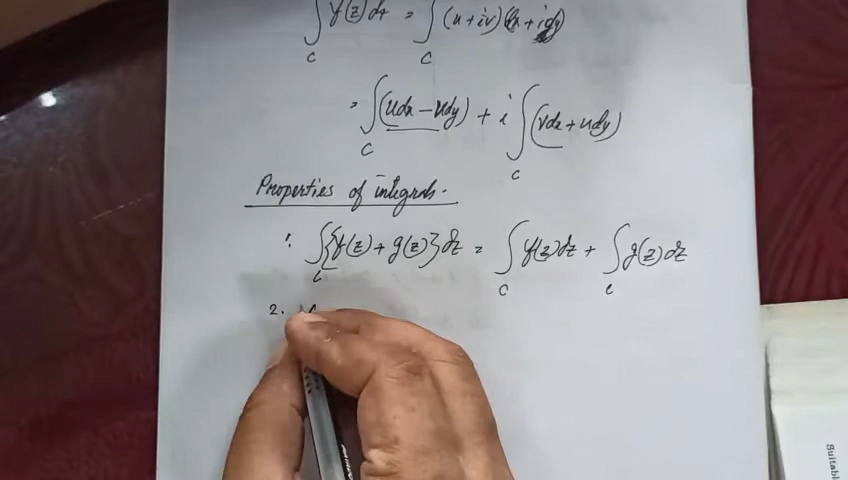 ∫_C f(z)dz = ∫_C (u + iv)(dx + idy)
= ∫_C (udx - vdy) + i ∫_C (vdx + udy)
Properties of integrals.
1. ∫_C {f(z) + g(z)} dz = ∫_C f(z)dz + ∫_C g(z)dz
2.
Suitabl